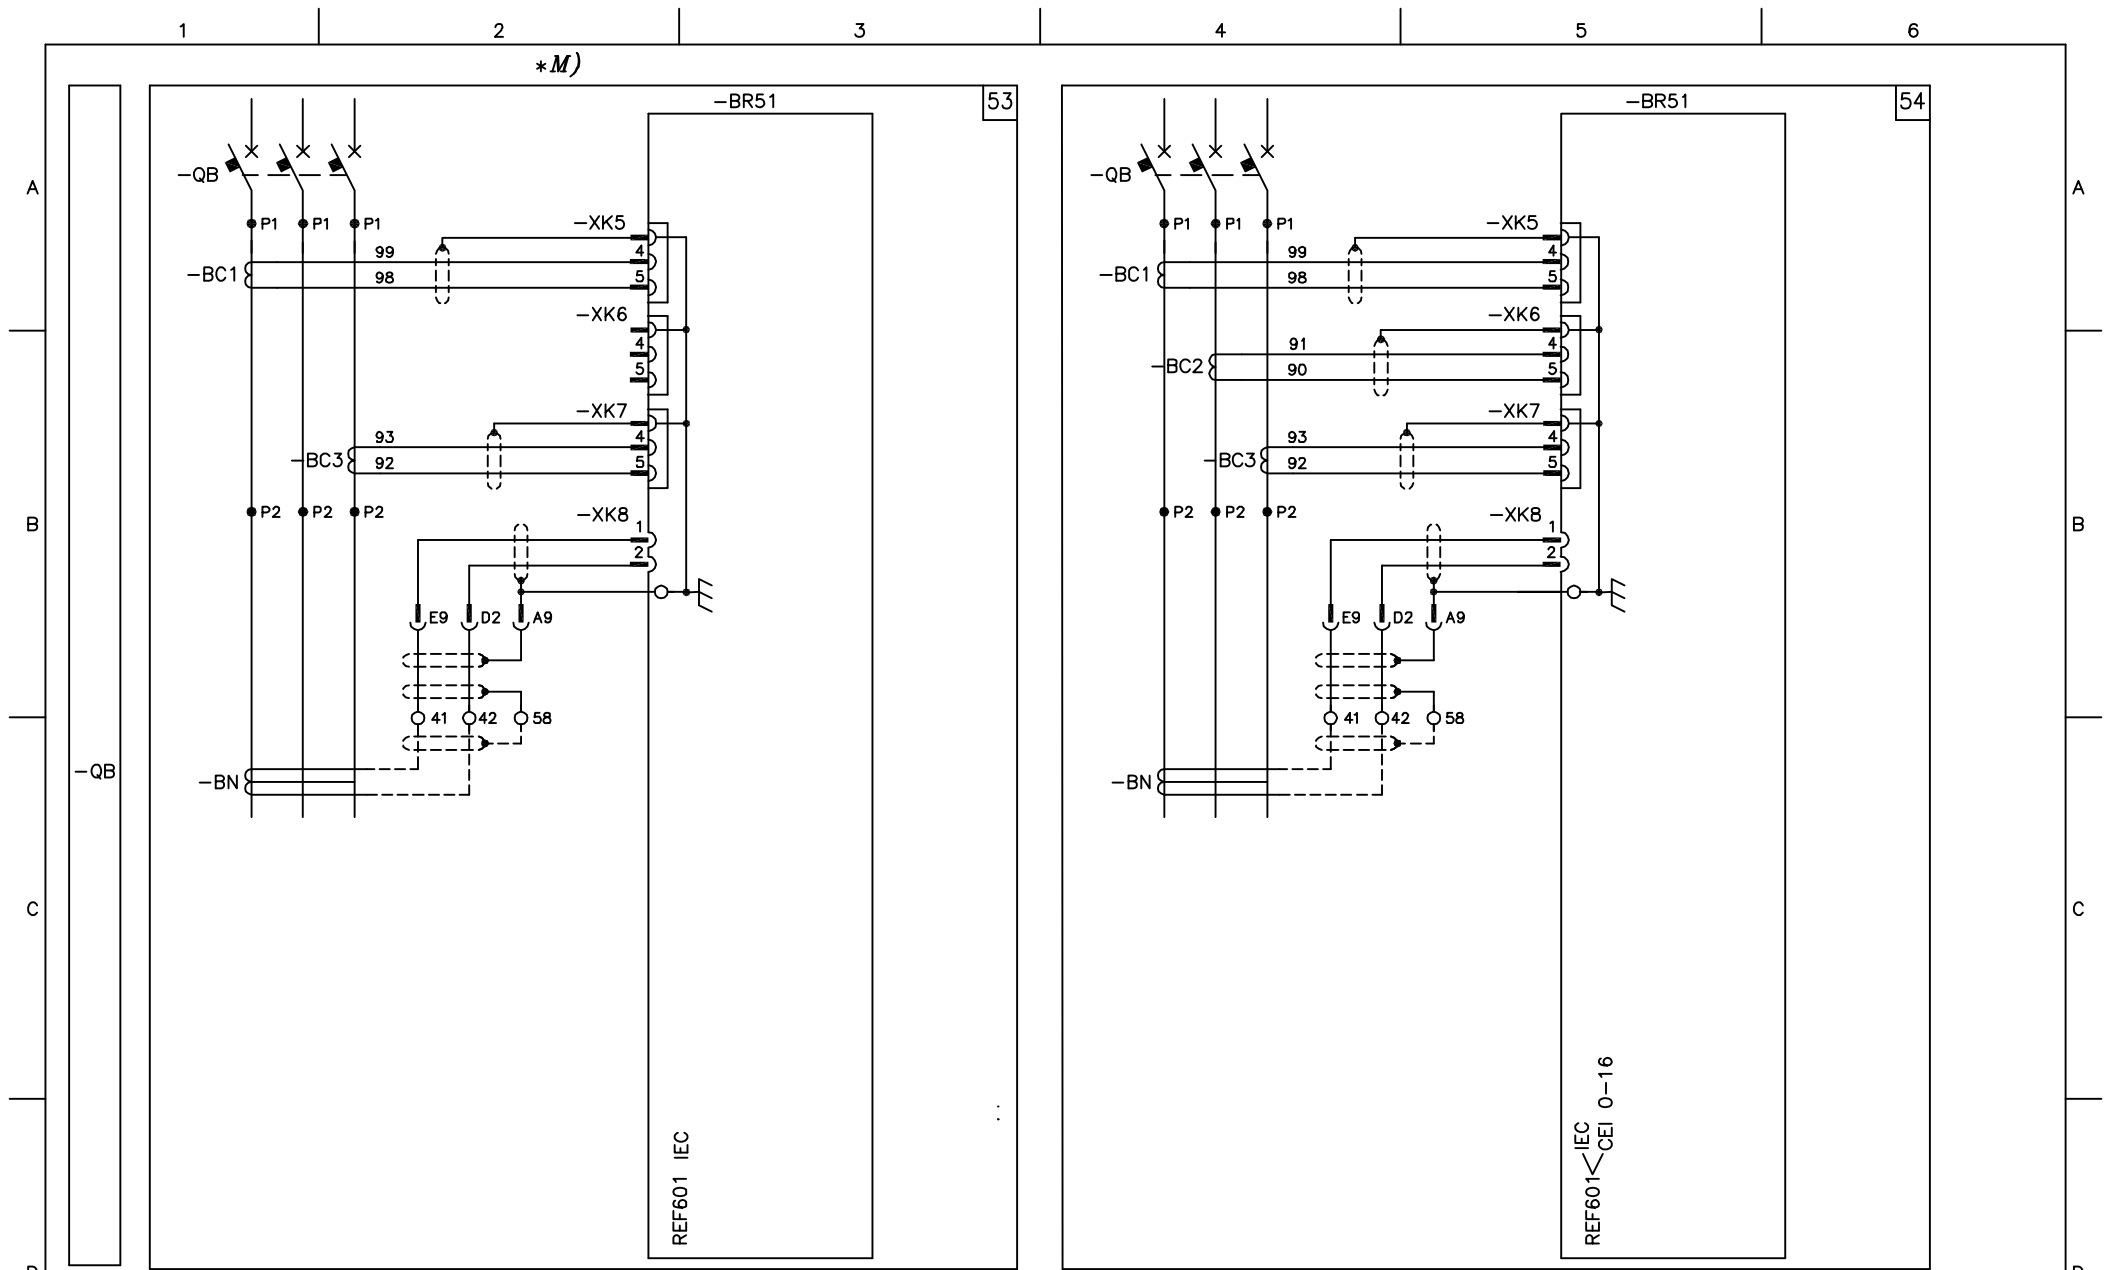 1 2 3 4 5 6
*M)
-BR51
53
-QB
A
P1 P1 P1
-XK5
99
4
-BC1
98
5
-XK6
4
5
-XK7
93
4
-BC3
92
5
P2 P2 P2
B
-XK8
1
2
E9 D2 A9
41 42 58
-QB
-BN
C
REF601 IEC
-BR51
54
-QB
A
P1 P1 P1
-XK5
99
4
-BC1
98
5
-XK6
91
4
-BC2
90
5
-XK7
93
4
-BC3
92
5
P2 P2 P2
B
-XK8
1
2
E9 D2 A9
41 42 58
-BN
C
REF601 IEC
CEI 0-16